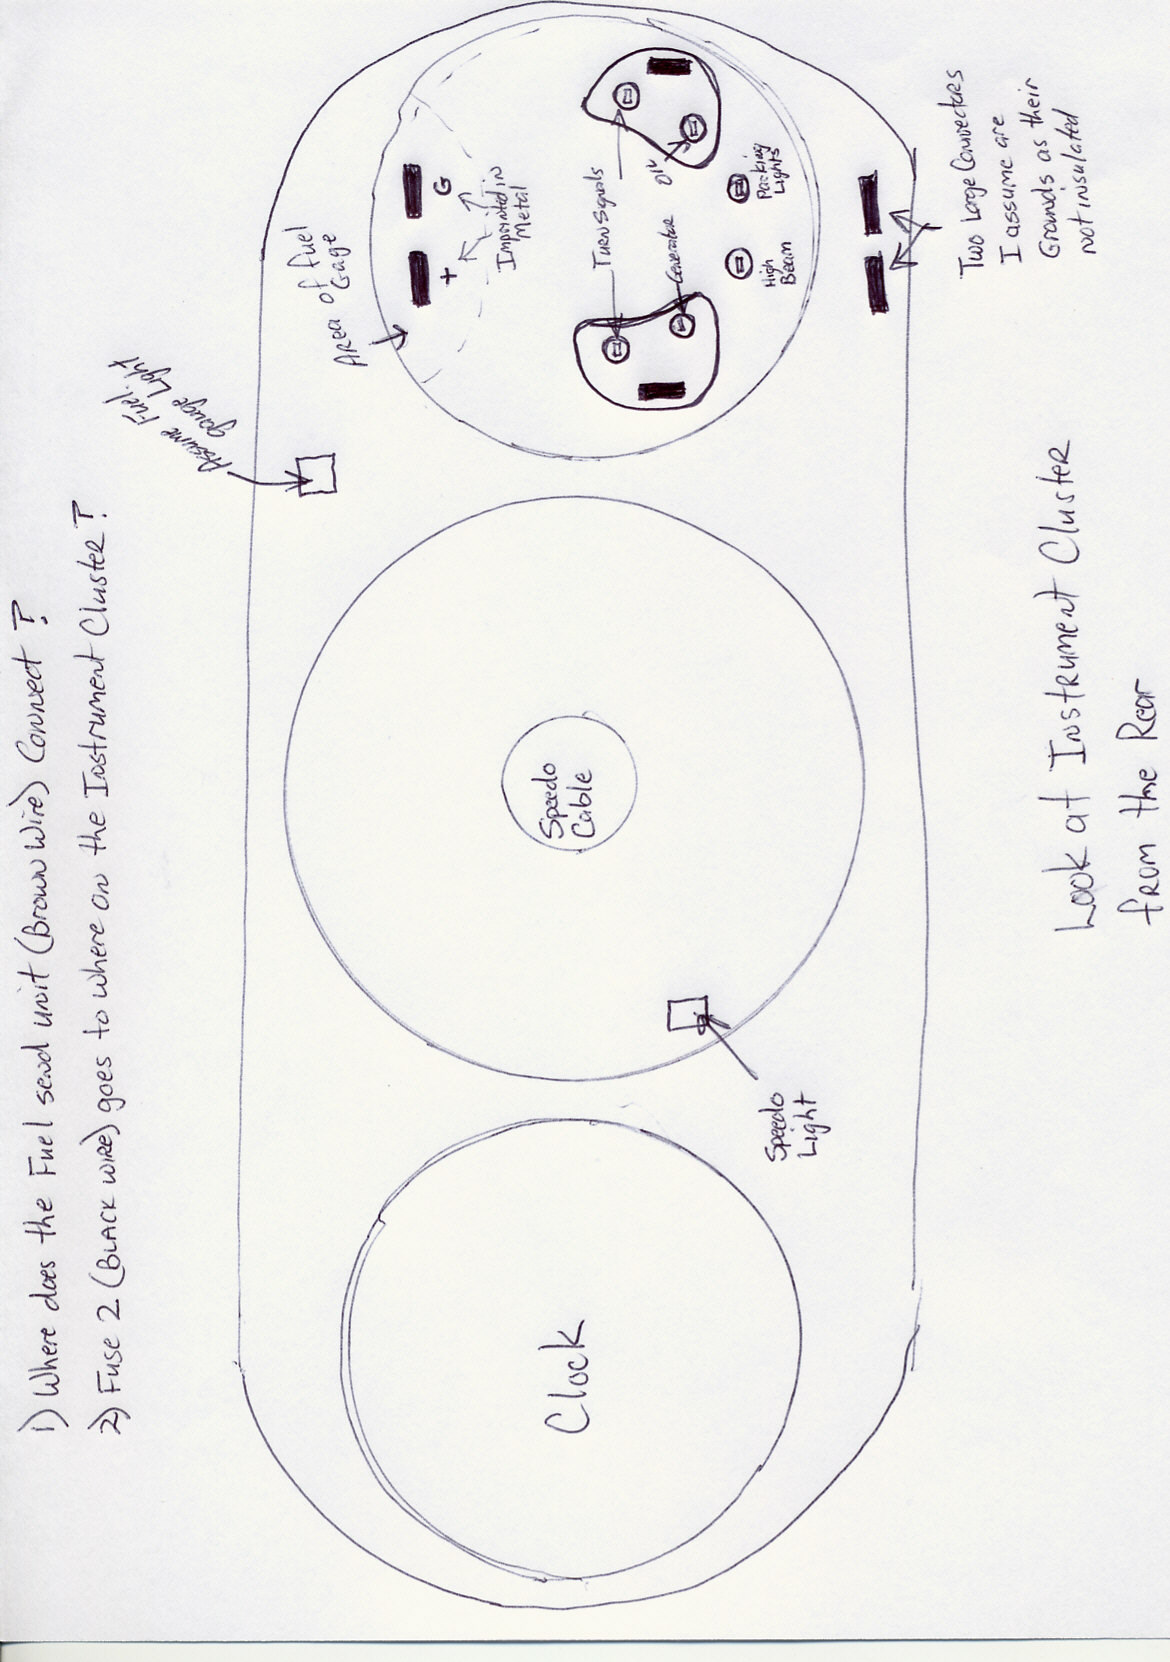 1) Where does the Fuel send unit (Brown Wire) Connect?
2) Fuse 2 (BLACK WIRE) goes to where on the Instrument Cluster?
Assume Fuel
gauge Light
Area of fuel
Gage
+
G
Imprinted in
Metal
Turn Signals
Oil
Generator
Parking
Lights
High
Beam
Two Large Connectors
I assume are
Grounds as their
not insulated
Speedo
Cable
Speedo
Light
Clock
Look at Instrument Cluster
from the Rear